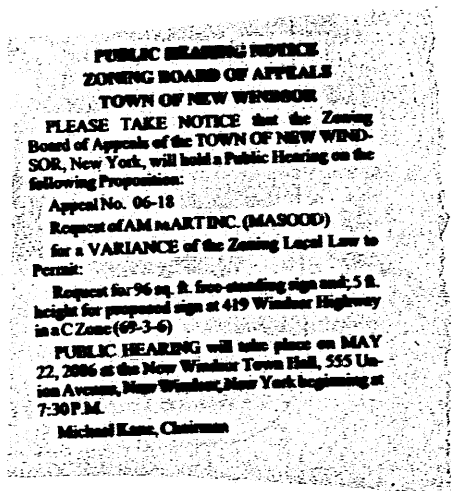 PUBLIC HEARING NOTICE
ZONING BOARD OF APPEALS
TOWN OF NEW WINDSOR
PLEASE TAKE NOTICE that the Zoning
Board of Appeals of the TOWN OF NEW WIND-
SOR, New York, will hold a Public Hearing on the
following Proposition:
Appeal No. 06-18
Request of AM MART INC. (MASOOD)
for a VARIANCE of the Zoning Local Law to
Permit:
Request for 96 sq. ft. free-standing sign and; 5 ft.
height for proposed sign at 419 Windsor Highway
in a C Zone (69-3-6)
PUBLIC HEARING will take place on MAY
22, 2006 at the New Windsor Town Hall, 555 Un-
ion Avenue, New Windsor, New York beginning at
7:30 P.M.
Michael Kane, Chairman